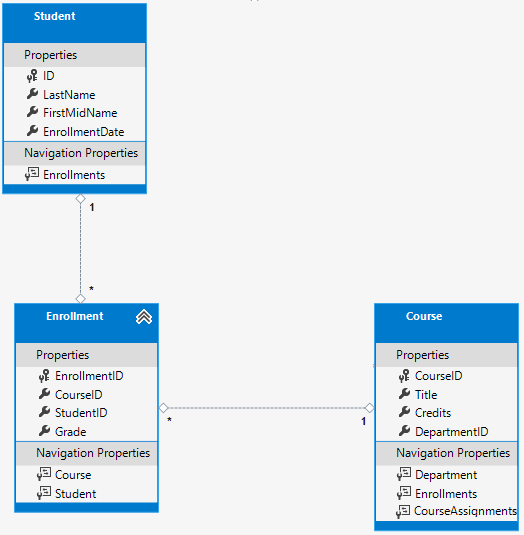 Student
Properties
ID
LastName
FirstMidName
EnrollmentDate
Navigation Properties
Enrollments
1
*
Enrollment
Properties
EnrollmentID
CourseID
StudentID
Grade
Navigation Properties
Course
Student
*
1
Course
Properties
CourseID
Title
Credits
DepartmentID
Navigation Properties
Department
Enrollments
CourseAssignments